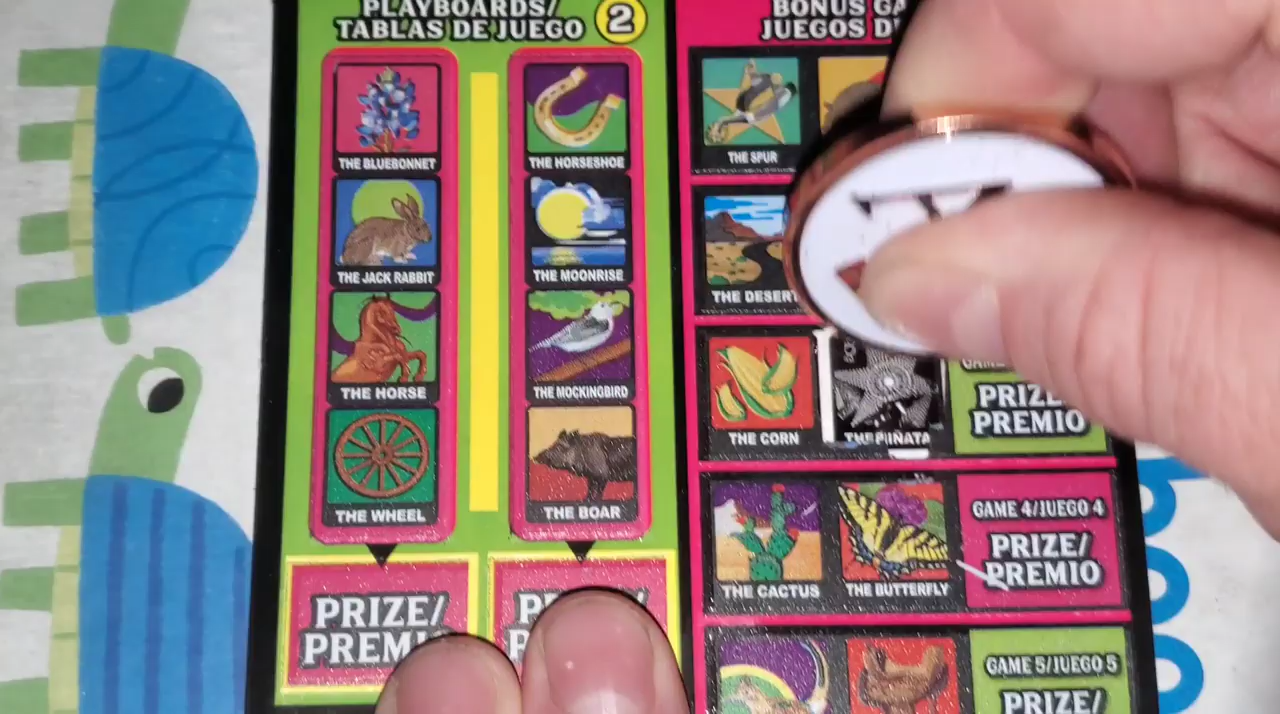 PLAYBOARDS/
TABLAS DE JUEGO 2
THE BLUEBONNET
THE JACK RABBIT
THE HORSE
THE WHEEL
THE HORSESHOE
THE MOONRISE
THE MOCKINGBIRD
THE BOAR
PRIZE/
BONUS
JUEGOS
THE SPUR
THE DESERT
THE CORN
THE PIÑATA
PRIZE/
PREMIO
THE CACTUS
THE BUTTERFLY
GAME 4/JUEGO 4
PRIZE/
PREMIO
GAME 5/JUEGO 5
PRIZE/